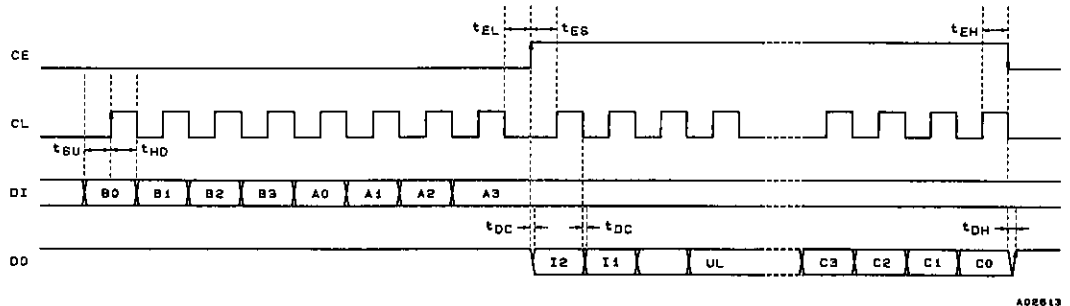 tEL tES tEH
CE
CL
tSU tHD
DI B0 B1 B2 B3 A0 A1 A2 A3
tDC tDC tDH
DO I2 I1 UL C3 C2 C1 C0
A02613